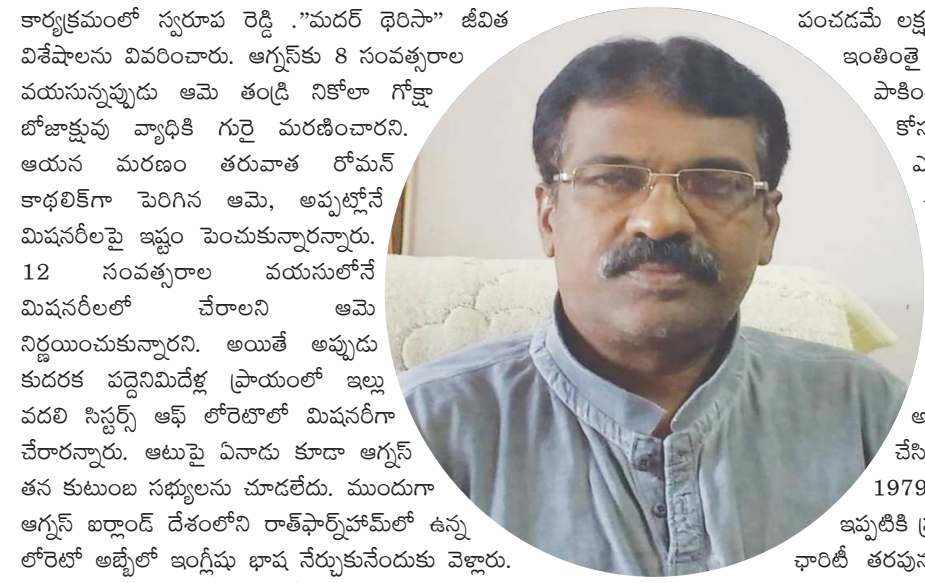 కార్యక్రమంలో స్వరూప రెడ్డి .”మదర్ థెరిసా” జీవిత
విశేషాలను వివరించారు. ఆగ్నస్‌కు 8 సంవత్సరాల
వయసున్నప్పుడు ఆమె తండ్రి నికోలా గోక్షా
బోజాక్షువు వ్యాధికి గురై మరణించారని.
ఆయన మరణం తరువాత రోమన్
కాథలిక్‌గా పెరిగిన ఆమె, అప్పట్లోనే
మిషనరీలపై ఇష్టం పెంచుకున్నారన్నారు.
12 సంవత్సరాల వయసులోనే
మిషనరీలలో చేరాలని ఆమె
నిర్ణయించుకున్నారని. అయితే అప్పుడు
కుదరక పద్దెనిమిదేళ్ల ప్రాయంలో ఇల్లు
వదలి సిస్టర్స్ ఆఫ్ లోరెటొలో మిషనరీగా
చేరారన్నారు. ఆటుపై ఏనాడు కూడా ఆగ్నస్
తన కుటుంబ సభ్యులను చూడలేదు. ముందుగా
ఆగ్నస్ ఐర్లాండ్ దేశంలోని రాత్‌ఫార్న్‌హామ్‌లో ఉన్న
లోరెటో అబ్బేలో ఇంగ్లీషు భాష నేర్చుకునేందుకు వెళ్లారు.
పంచడమే
ఇంతింతై
1979
ఇప్పటికి
ఛారిటీ